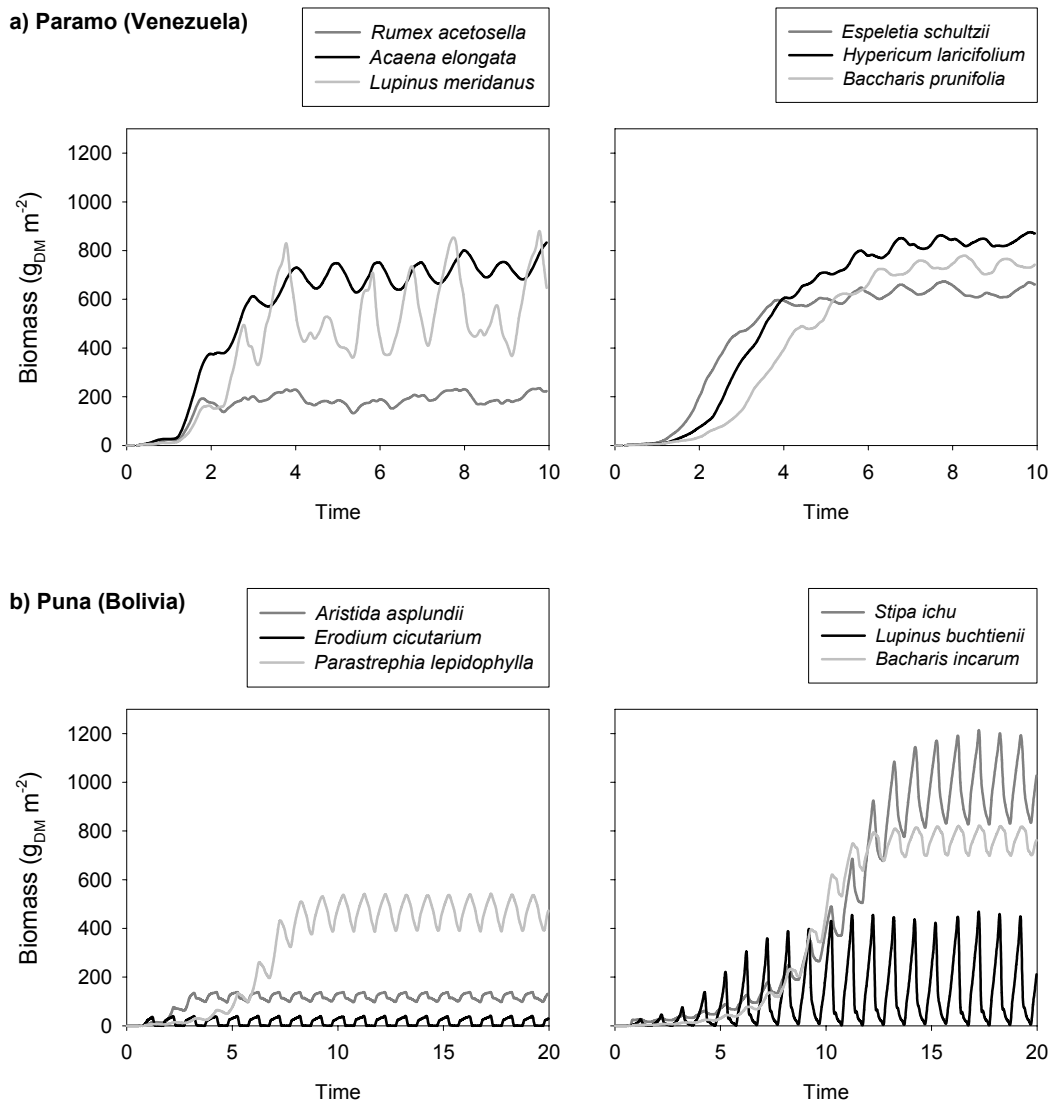 a) Paramo (Venezuela)
Rumex acetosella
Acaena elongata
Lupinus meridanus
Espeletia schultzii
Hypericum laricifolium
Baccharis prunifolia
Biomass (g_DM m^-2)
1200
1000
800
600
400
200
0
0 2 4 6 8 10
Time
0 2 4 6 8 10
Time
b) Puna (Bolivia)
Aristida asplundii
Erodium cicutarium
Parastrephia lepidophylla
Stipa ichu
Lupinus buchtienii
Bacharis incarum
Biomass (g_DM m^-2)
1200
1000
800
600
400
200
0
0 5 10 15 20
Time
0 5 10 15 20
Time